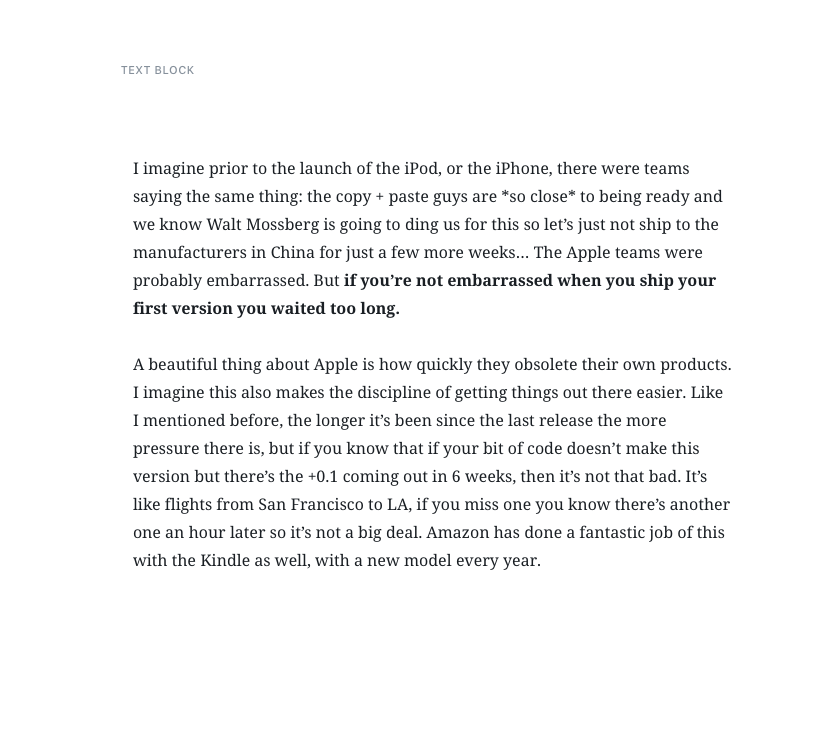 TEXT BLOCK
I imagine prior to the launch of the iPod, or the iPhone, there were teams
saying the same thing: the copy + paste guys are *so close* to being ready and
we know Walt Mossberg is going to ding us for this so let’s just not ship to the
manufacturers in China for just a few more weeks… The Apple teams were
probably embarrassed. But if you’re not embarrassed when you ship your
first version you waited too long.
A beautiful thing about Apple is how quickly they obsolete their own products.
I imagine this also makes the discipline of getting things out there easier. Like
I mentioned before, the longer it’s been since the last release the more
pressure there is, but if you know that if your bit of code doesn’t make this
version but there’s the +0.1 coming out in 6 weeks, then it’s not that bad. It’s
like flights from San Francisco to LA, if you miss one you know there’s another
one an hour later so it’s not a big deal. Amazon has done a fantastic job of this
with the Kindle as well, with a new model every year.